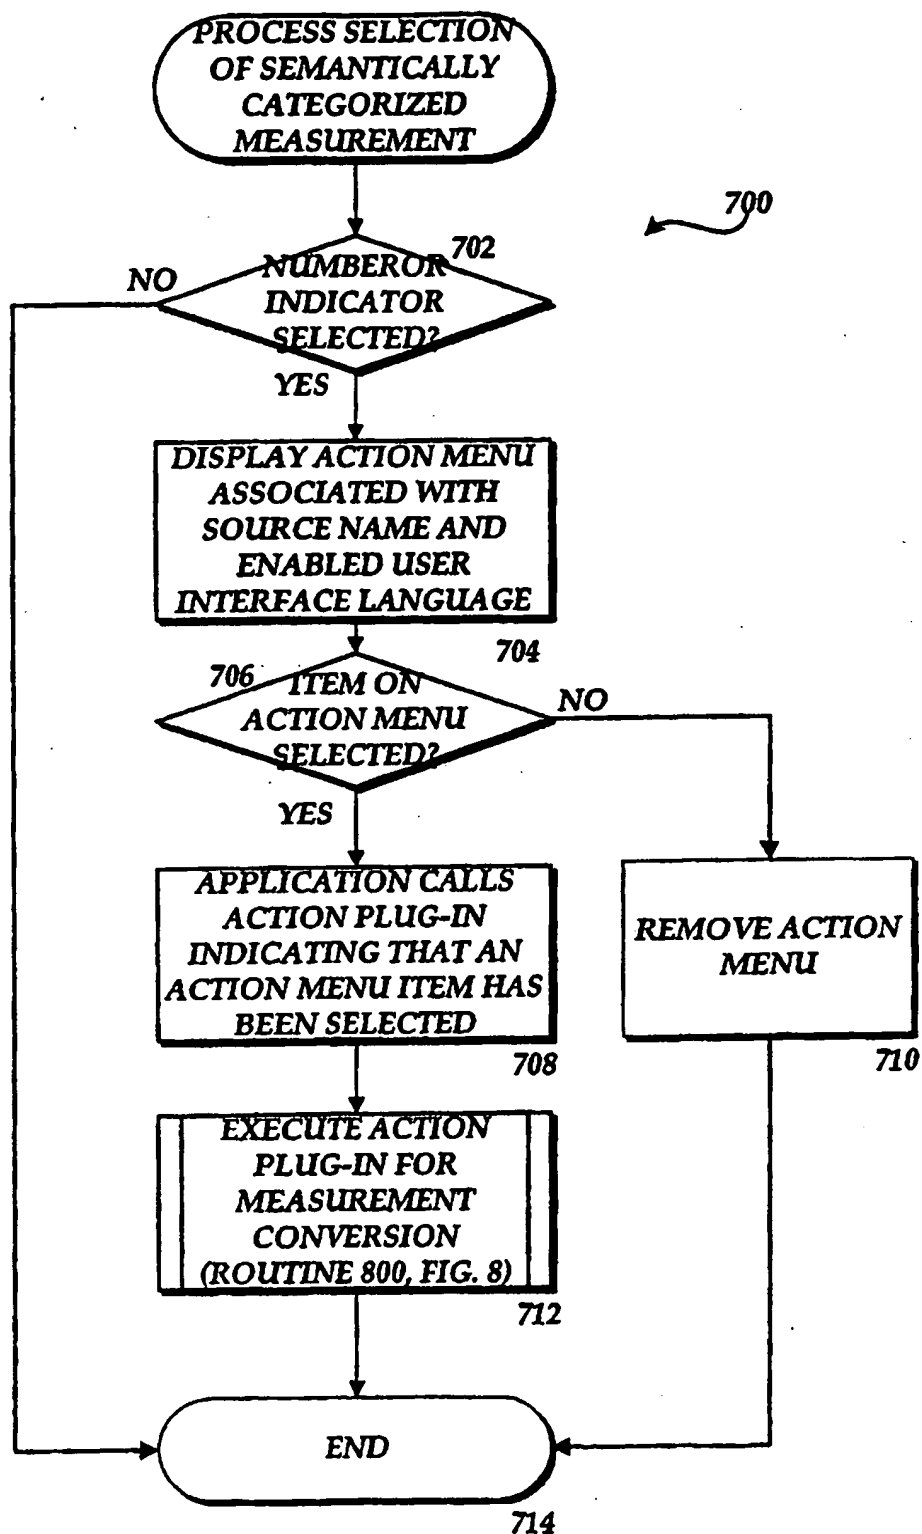 PROCESS SELECTION
OF SEMANTICALLY
CATEGORIZED
MEASUREMENT
700
702
NO
NUMBEROR
INDICATOR
SELECTED?
YES
DISPLAY ACTION MENU
ASSOCIATED WITH
SOURCE NAME AND
ENABLED USER
INTERFACE LANGUAGE
704
706
ITEM ON
ACTION MENU
SELECTED?
NO
YES
APPLICATION CALLS
ACTION PLUG-IN
INDICATING THAT AN
ACTION MENU ITEM HAS
BEEN SELECTED
708
REMOVE ACTION
MENU
710
EXECUTE ACTION
PLUG-IN FOR
MEASUREMENT
CONVERSION
(ROUTINE 800, FIG. 8)
712
END
714